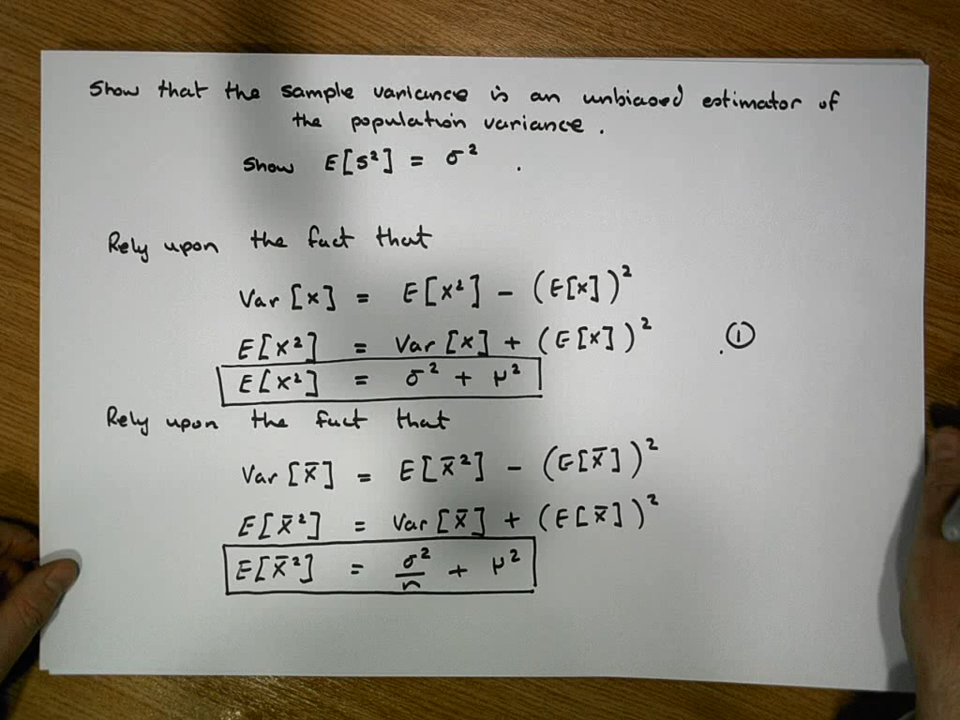 Show that the sample variance is an unbiased estimator of
the population variance.
Show E[s²] = σ² .
Rely upon the fact that
Var[x] = E[x²] - (E[x])²
E[x²] = Var[x] + (E[x])² . ①
E[x²] = σ² + μ²
Rely upon the fact that
Var[x̄] = E[x̄²] - (E[x̄])²
E[x̄²] = Var[x̄] + (E[x̄])²
E[x̄²] = σ²/n + μ²